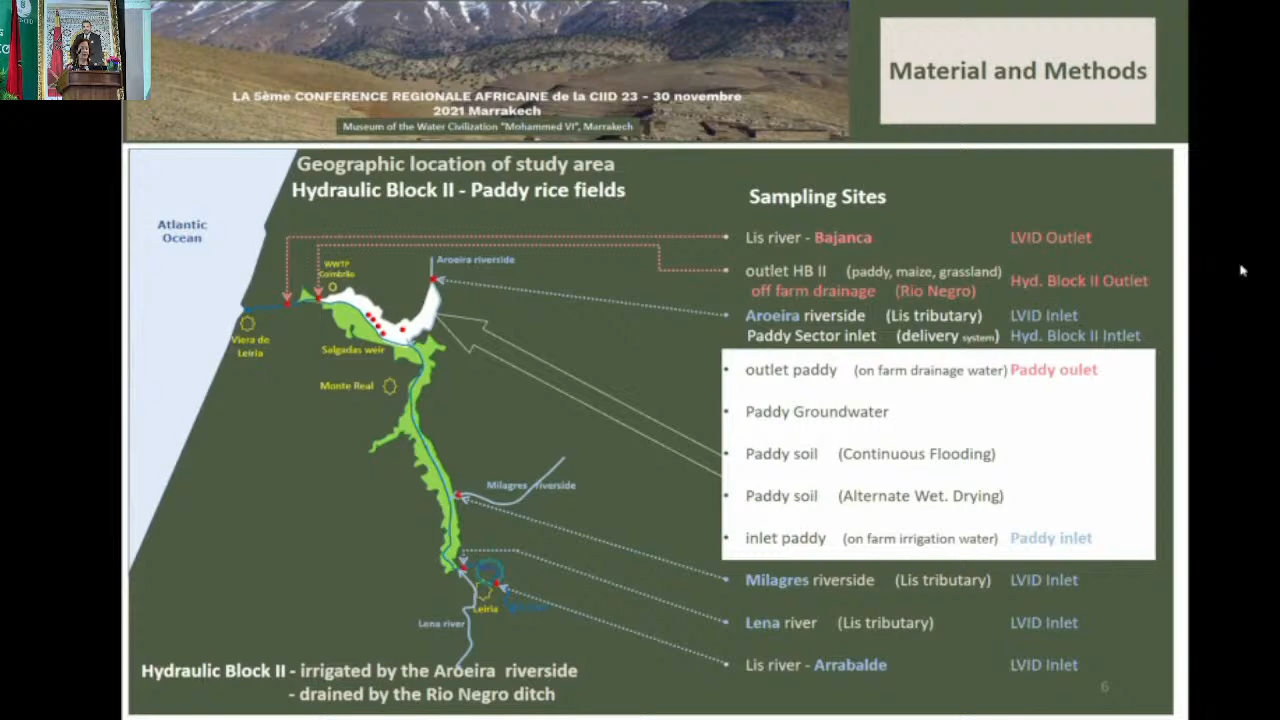 LA 5ème CONFERENCE REGIONALE AFRICAINE de la CIID 23 - 30 novembre
2021 Marrakech
Museum of the Water Civilization "Mohammed VI", Marrakech
Material and Methods
Geographic location of study area
Hydraulic Block II - Paddy rice fields
Sampling Sites
Atlantic
Ocean
Lis river - Bajanca LVID Outlet
outlet HB II (paddy, maize, grassland)
off farm drainage (Rio Negro) Hyd. Block II Outlet
Aroeira riverside (Lis tributary) LVID Inlet
Paddy Sector inlet (delivery system) Hyd. Block II Intlet
• outlet paddy (on farm drainage water) Paddy oulet
• Paddy Groundwater
• Paddy soil (Continuous Flooding)
• Paddy soil (Alternate Wet. Drying)
• inlet paddy (on farm irrigation water) Paddy inlet
Milagres riverside (Lis tributary) LVID Inlet
Lena river (Lis tributary) LVID Inlet
Lis river - Arrabalde LVID Inlet
Aroeira riverside
WWTP
Coimbrão
Viera de
Leiria
Salgadas weir
Monte Real
Milagres riverside
Leiria
Lena river
Hydraulic Block II - irrigated by the Aroeira riverside
- drained by the Rio Negro ditch
6